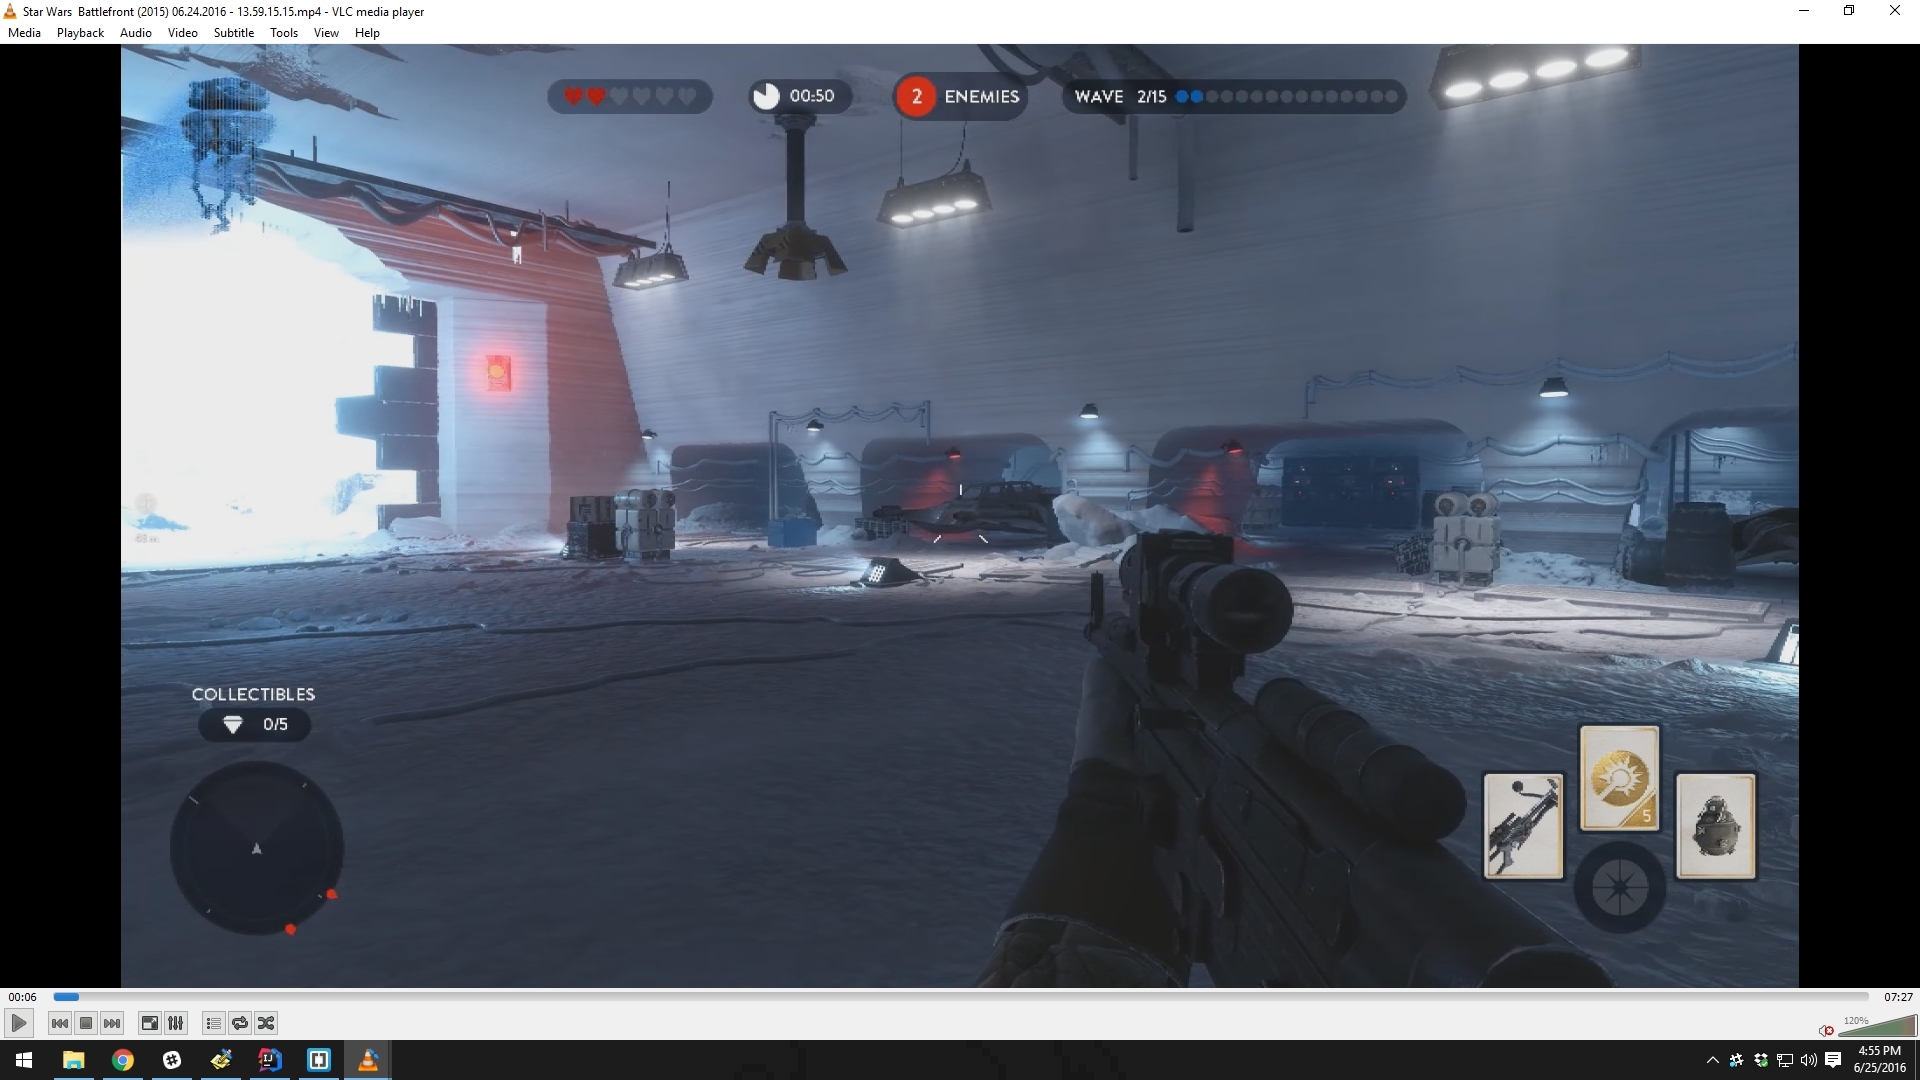 Star Wars Battlefront (2015) 06.24.2016 - 13.59.15.15.mp4 - VLC media player
Media Playback Audio Video Subtitle Tools View Help
00:50
2 ENEMIES
WAVE 2/15
COLLECTIBLES
0/5
5
00:06
07:27
120%
4:55 PM
6/25/2016